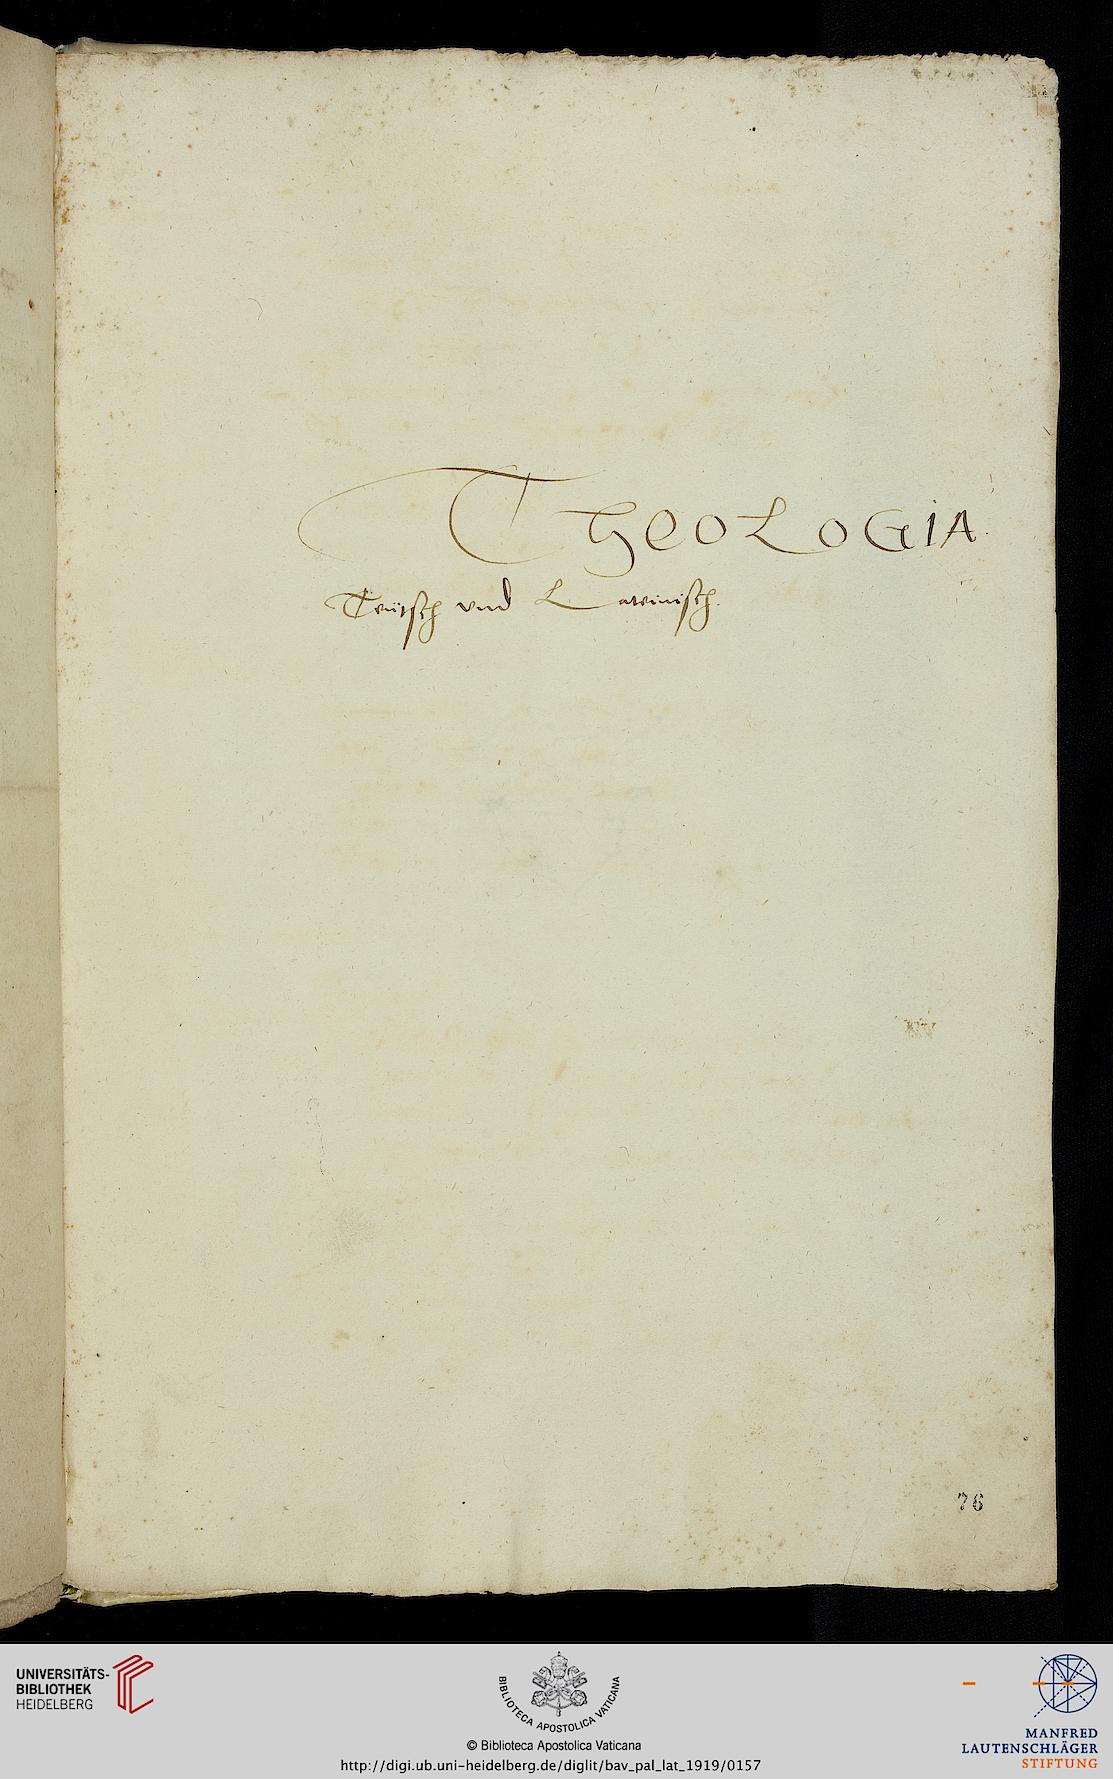 THEOLOGIA.
Teütsch vnd Lateinisch.
76
UNIVERSITÄTS-
BIBLIOTHEK
HEIDELBERG
BIBLIOTECA APOSTOLICA VATICANA
© Biblioteca Apostolica Vaticana
http://digi.ub.uni-heidelberg.de/diglit/bav_pal_lat_1919/0157
MANFRED
LAUTENSCHLÄGER
STIFTUNG